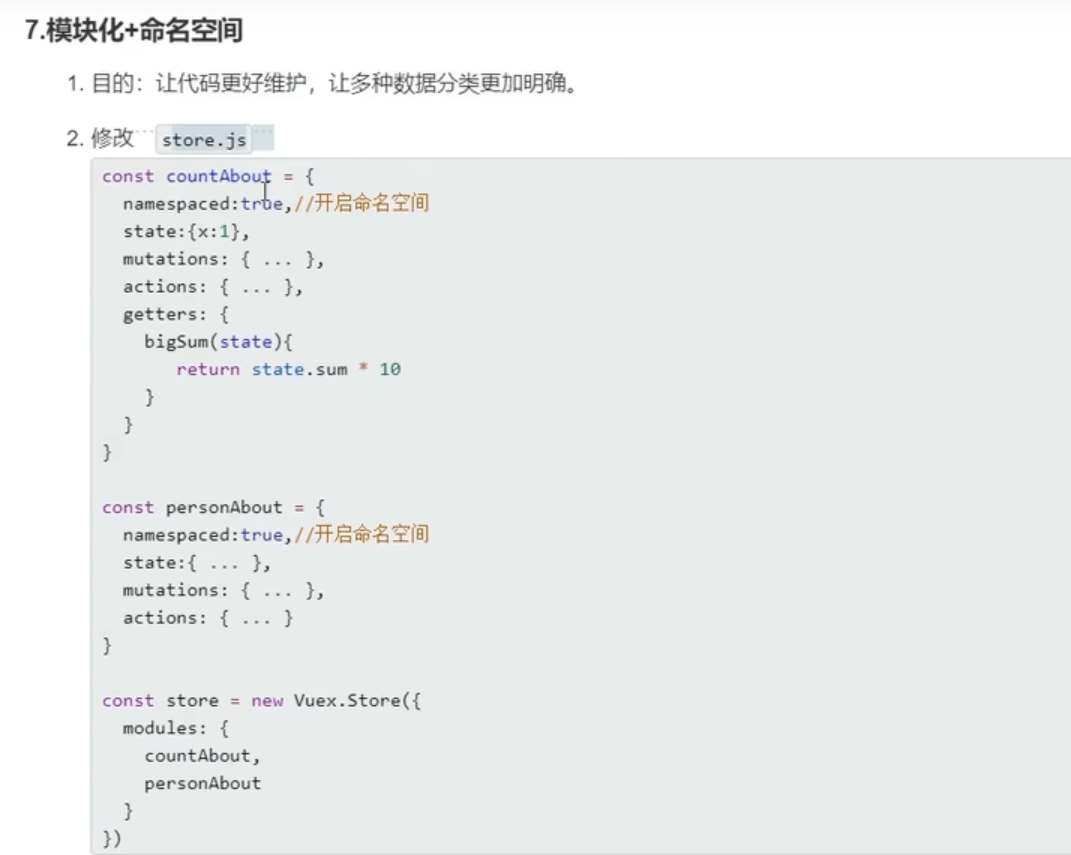 7.模块化+命名空间
1. 目的：让代码更好维护，让多种数据分类更加明确。
2. 修改 store.js
const countAbout = {
  namespaced:true,//开启命名空间
  state:{x:1},
  mutations: { ... },
  actions: { ... },
  getters: {
    bigSum(state){
       return state.sum * 10
    }
  }
}
const personAbout = {
  namespaced:true,//开启命名空间
  state:{ ... },
  mutations: { ... },
  actions: { ... }
}
const store = new Vuex.Store({
  modules: {
    countAbout,
    personAbout
  }
})